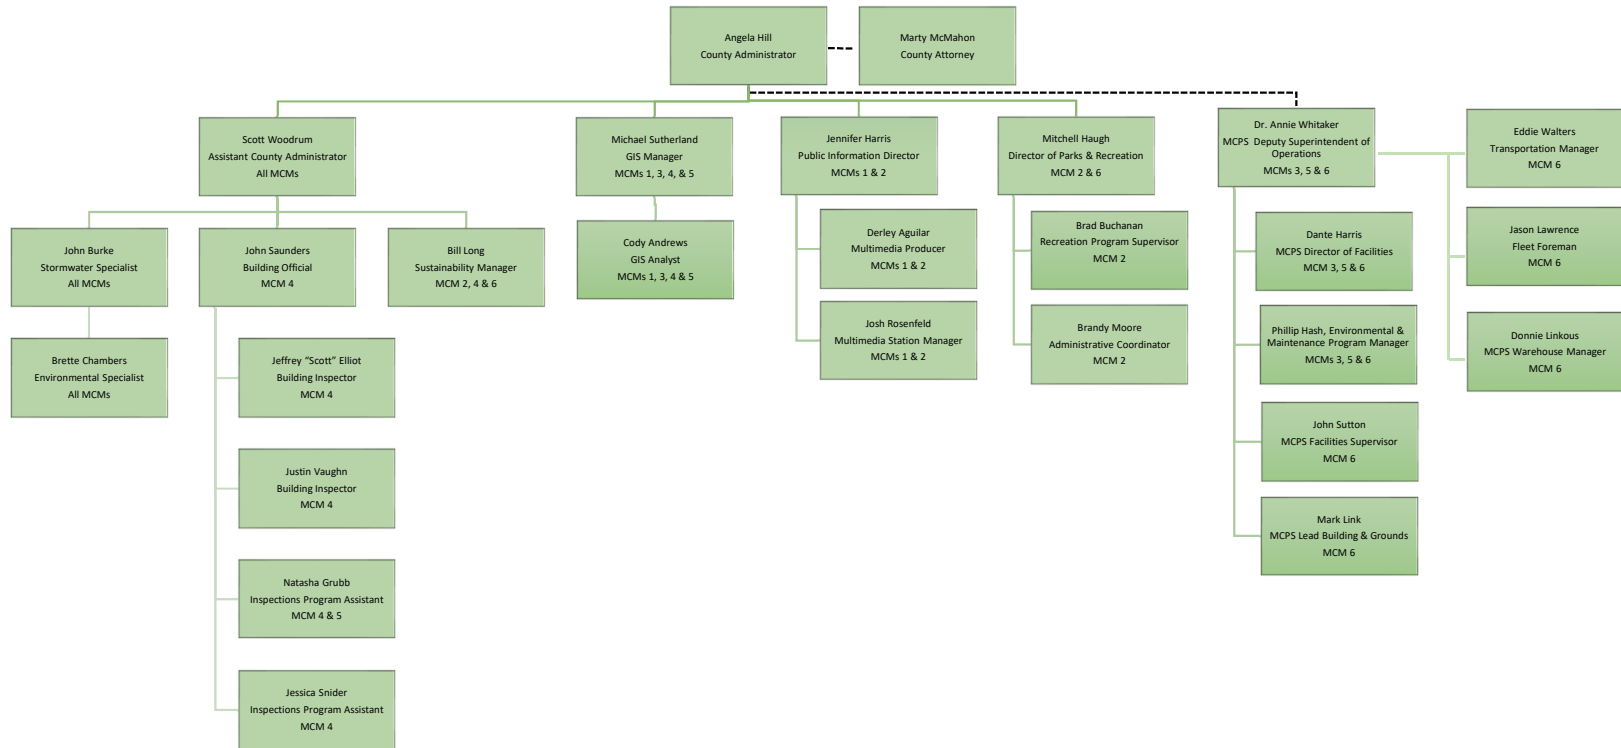 Angela Hill
County Administrator
Marty McMahon
County Attorney
Scott Woodrum
Assistant County Administrator
All MCMs
Michael Sutherland
GIS Manager
MCMs 1, 3, 4, & 5
Jennifer Harris
Public Information Director
MCMs 1 & 2
Mitchell Haugh
Director of Parks & Recreation
MCM 2 & 6
Dr. Annie Whitaker
MCPS Deputy Superintendent of
Operations
MCMs 3, 5 & 6
Eddie Walters
Transportation Manager
MCM 6
John Burke
Stormwater Specialist
All MCMs
John Saunders
Building Official
MCM 4
Bill Long
Sustainability Manager
MCM 2, 4 & 6
Cody Andrews
GIS Analyst
MCMs 1, 3, 4 & 5
Derley Aguilar
Multimedia Producer
MCMs 1 & 2
Brad Buchanan
Recreation Program Supervisor
MCM 2
Dante Harris
MCPS Director of Facilities
MCM 3, 5 & 6
Jason Lawrence
Fleet Foreman
MCM 6
Brette Chambers
Environmental Specialist
All MCMs
Jeffrey “Scott” Elliot
Building Inspector
MCM 4
Josh Rosenfeld
Multimedia Station Manager
MCMs 1 & 2
Brandy Moore
Administrative Coordinator
MCM 2
Phillip Hash, Environmental &
Maintenance Program Manager
MCMs 3, 5 & 6
Donnie Linkous
MCPS Warehouse Manager
MCM 6
Justin Vaughn
Building Inspector
MCM 4
John Sutton
MCPS Facilities Supervisor
MCM 6
Natasha Grubb
Inspections Program Assistant
MCM 4 & 5
Mark Link
MCPS Lead Building & Grounds
MCM 6
Jessica Snider
Inspections Program Assistant
MCM 4